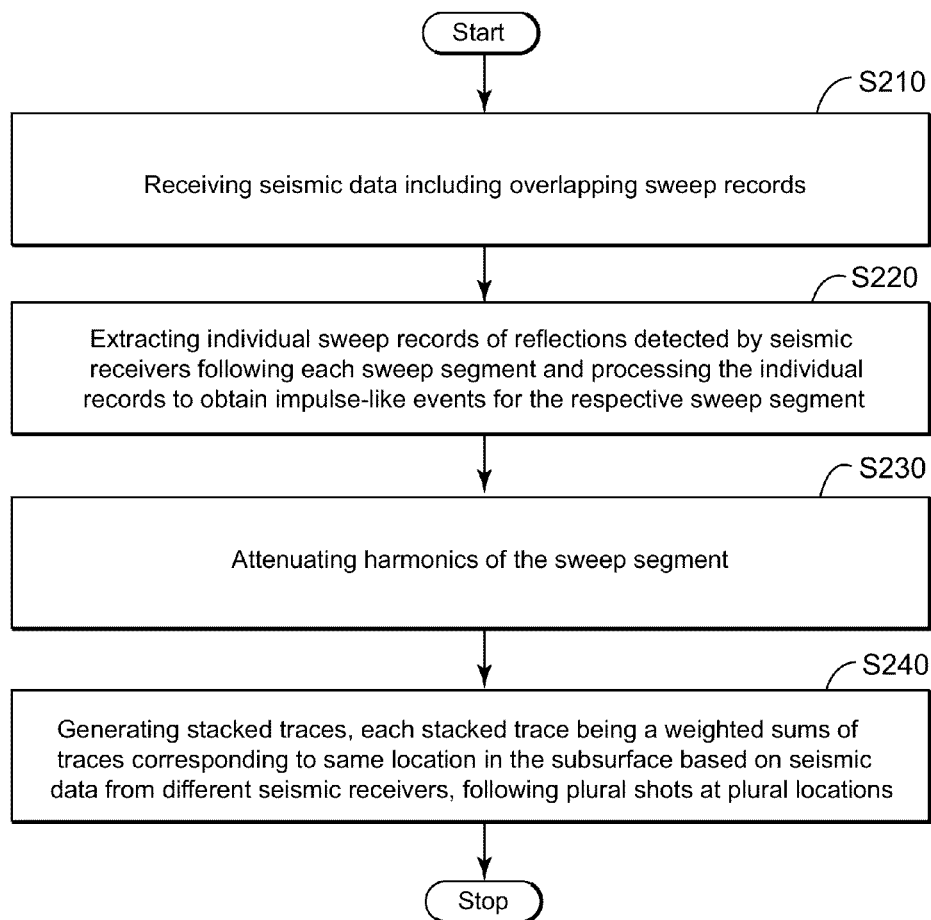 Start
S210
Receiving seismic data including overlapping sweep records
S220
Extracting individual sweep records of reflections detected by seismic
receivers following each sweep segment and processing the individual
records to obtain impulse-like events for the respective sweep segment
S230
Attenuating harmonics of the sweep segment
S240
Generating stacked traces, each stacked trace being a weighted sums of
traces corresponding to same location in the subsurface based on seismic
data from different seismic receivers, following plural shots at plural locations
Stop